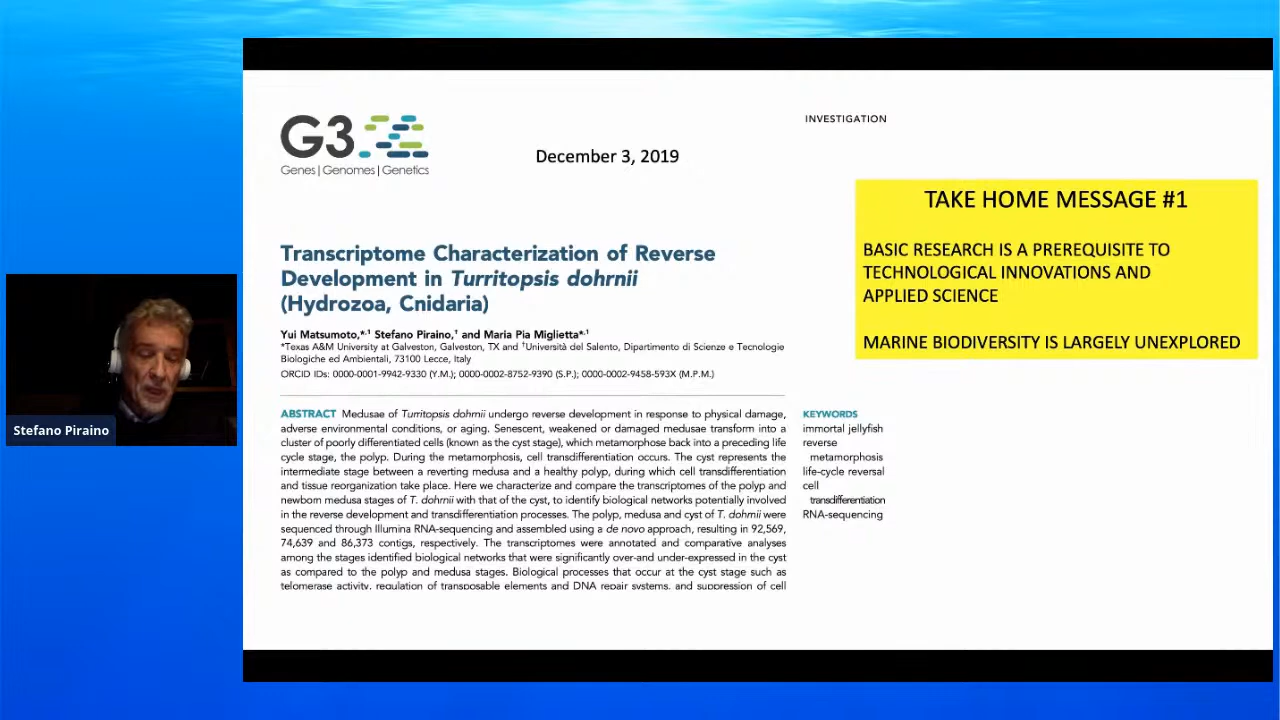 G3
Genes | Genomes | Genetics
INVESTIGATION
December 3, 2019
TAKE HOME MESSAGE #1
BASIC RESEARCH IS A PREREQUISITE TO
TECHNOLOGICAL INNOVATIONS AND
APPLIED SCIENCE
MARINE BIODIVERSITY IS LARGELY UNEXPLORED
Transcriptome Characterization of Reverse
Development in Turritopsis dohrnii
(Hydrozoa, Cnidaria)
Yui Matsumoto,*,1 Stefano Piraino,† and Maria Pia Miglietta*,1
*Texas A&M University at Galveston, Galveston, TX and †Università del Salento, Dipartimento di Scienze e Tecnologie
Biologiche ed Ambientali, 73100 Lecce, Italy
ORCID IDs: 0000-0001-9942-9330 (Y.M.); 0000-0002-8752-9390 (S.P.); 0000-0002-9458-593X (M.P.M.)
ABSTRACT Medusae of Turritopsis dohrnii undergo reverse development in response to physical damage,
adverse environmental conditions, or aging. Senescent, weakened or damaged medusae transform into a
cluster of poorly differentiated cells (known as the cyst stage), which metamorphose back into a preceding life
cycle stage, the polyp. During the metamorphosis, cell transdifferentiation occurs. The cyst represents the
intermediate stage between a reverting medusa and a healthy polyp, during which cell transdifferentiation
and tissue reorganization take place. Here we characterize and compare the transcriptomes of the polyp and
newborn medusa stages of T. dohrnii with that of the cyst, to identify biological networks potentially involved
in the reverse development and transdifferentiation processes. The polyp, medusa and cyst of T. dohrnii were
sequenced through Illumina RNA-sequencing and assembled using a de novo approach, resulting in 92,569,
74,639 and 86,373 contigs, respectively. The transcriptomes were annotated and comparative analyses
among the stages identified biological networks that were significantly over-and under-expressed in the cyst
as compared to the polyp and medusa stages. Biological processes that occur at the cyst stage such as
telomerase activity, regulation of transposable elements and DNA repair systems, and suppression of cell
KEYWORDS
immortal jellyfish
reverse
metamorphosis
life-cycle reversal
cell
transdifferentiation
RNA-sequencing
Stefano Piraino